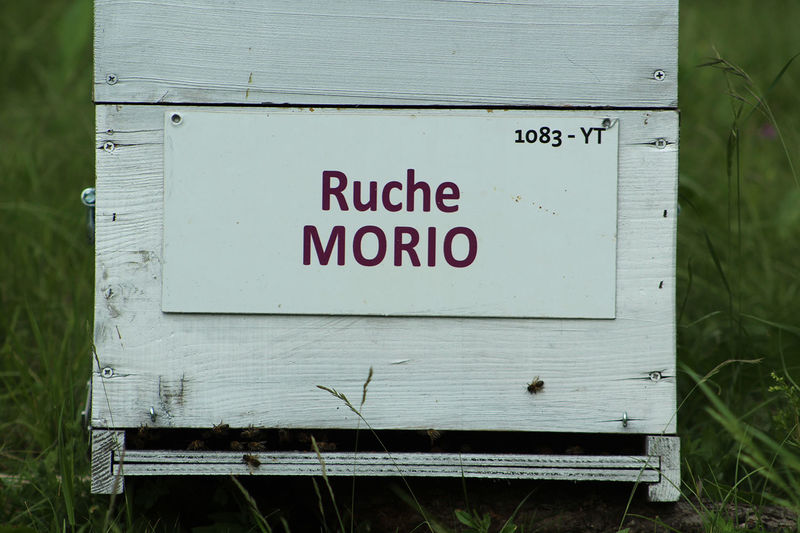 1083 - YT
Ruche
MORIO